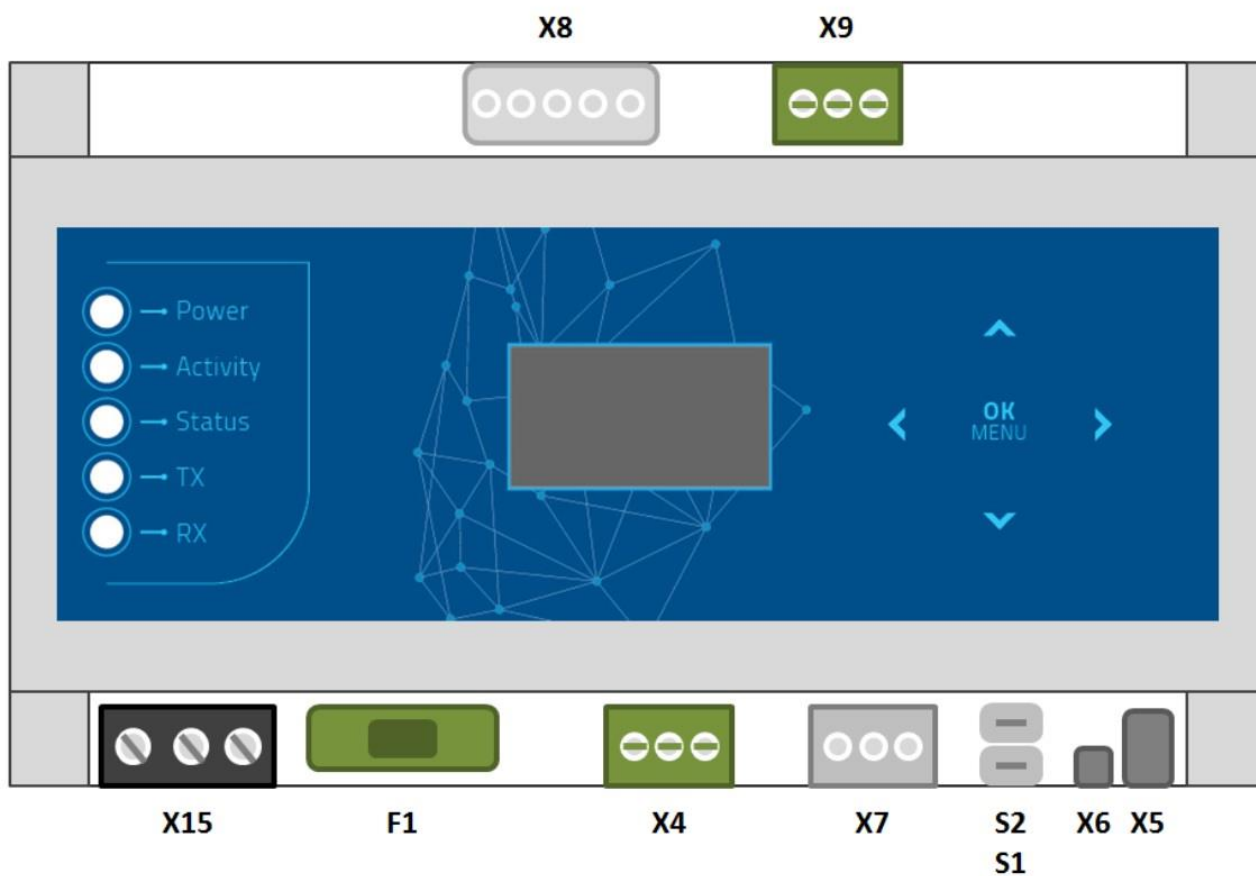 X8 X9
Power
Activity
Status
TX
RX
OK
MENU
X15 F1 X4 X7 S2 X6 X5
S1